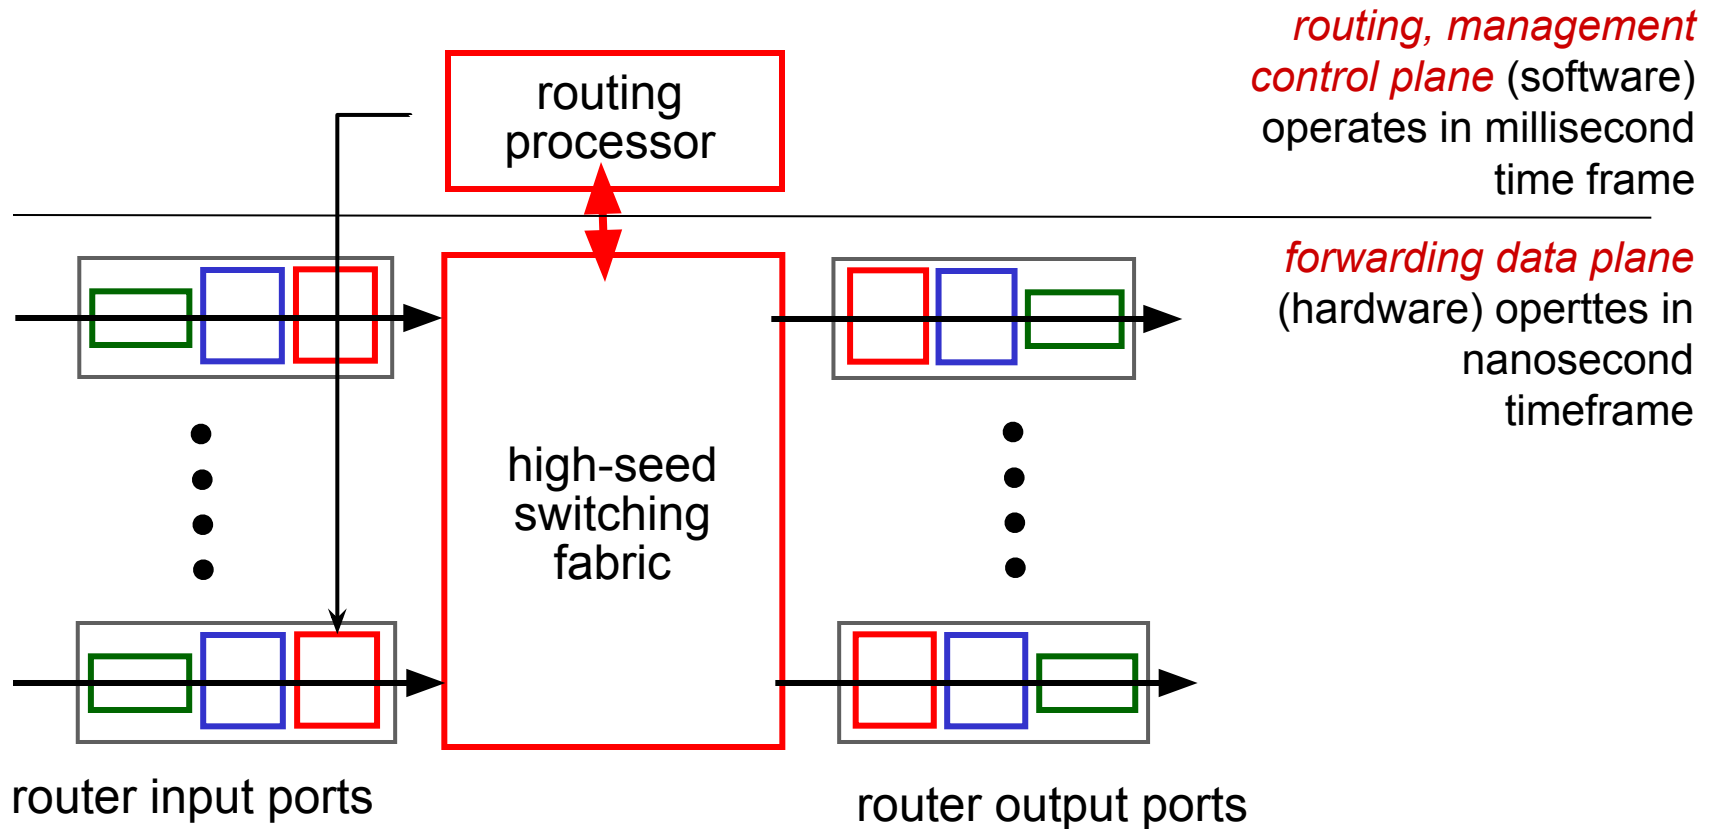 routing, management
control plane (software)
operates in millisecond
time frame
routing
processor
forwarding data plane
(hardware) operttes in
nanosecond
timeframe
high-seed
switching
fabric
router input ports
router output ports